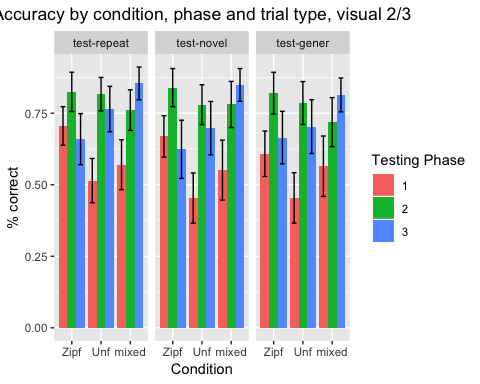 Accuracy by condition, phase and trial type, visual 2/3
test-repeat
test-novel
test-gener
% correct
0.75
0.50
0.25
0.00
Zipf Unf mixed
Zipf Unf mixed
Zipf Unf mixed
Condition
Testing Phase
1
2
3